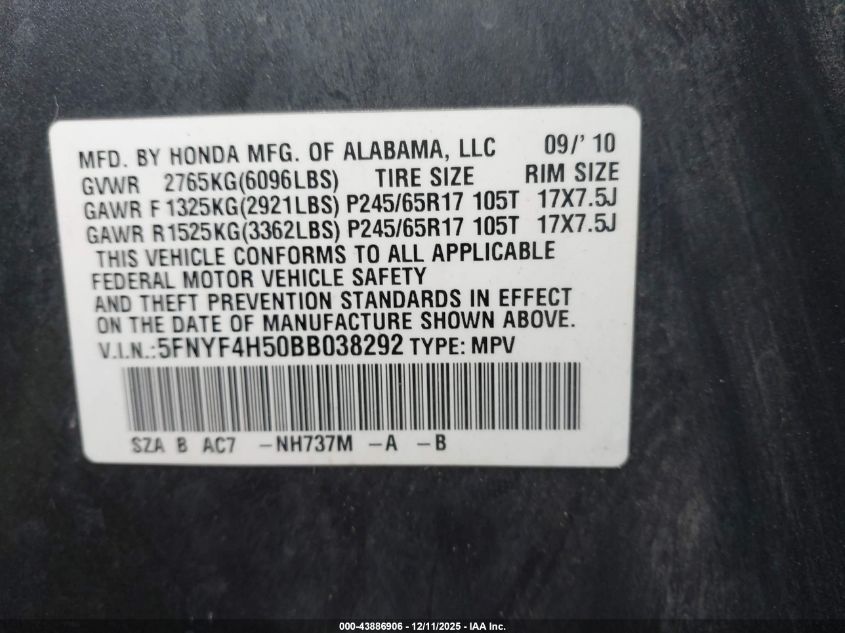 MFD. BY HONDA MFG. OF ALABAMA, LLC 09/' 10
GVWR 2765KG(6096LBS) TIRE SIZE RIM SIZE
GAWR F 1325KG(2921LBS) P245/65R17 105T 17X7.5J
GAWR R 1525KG(3362LBS) P245/65R17 105T 17X7.5J
THIS VEHICLE CONFORMS TO ALL APPLICABLE
FEDERAL MOTOR VEHICLE SAFETY
AND THEFT PREVENTION STANDARDS IN EFFECT
ON THE DATE OF MANUFACTURE SHOWN ABOVE.
V.I.N.:5FNYF4H50BB038292 TYPE: MPV
SZA B AC7 -NH737M -A -B
000-43886906 - 12/11/2025 - IAA Inc.